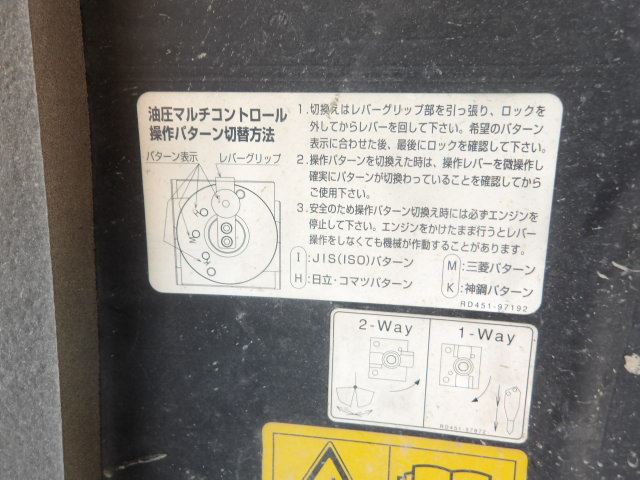 油圧マルチコントロール
操作パターン切替方法
パターン表示
レバーグリップ
1.切換えはレバーグリップ部を引っ張り、ロックを
外してからレバーを回して下さい。希望のパターン
表示に合わせた後、最後にロックを確認して下さい。
2.操作パターンを切換えた時は、操作レバーを微操作し
確実にパターンが切換わっていることを確認してから
ご使用下さい。
3.安全のため操作パターン切換え時には必ずエンジンを
停止して下さい。エンジンをかけたまま行うとレバー
操作をしなくても機械が作動することがあります。
I:JIS(ISO)パターン
H:日立・コマツパターン
M:三菱パターン
K:神鋼パターン
RD451-97192
2-Way
1-Way
RD451-97872